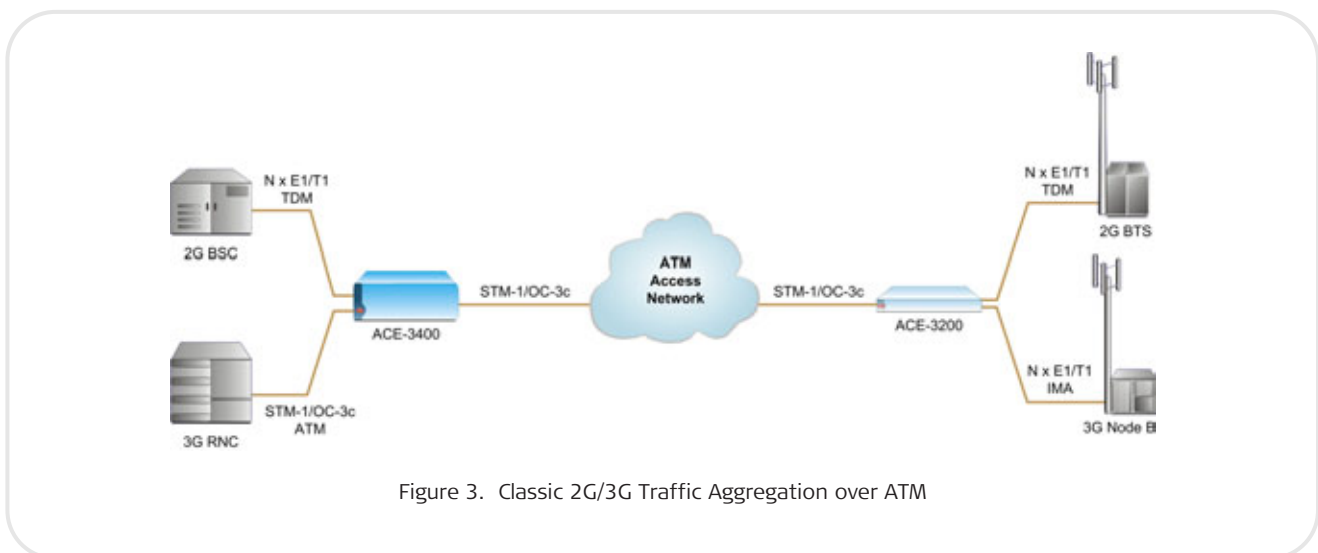 N x E1/T1
TDM
2G BSC
ACE-3400
STM-1/OC-3c
ATM
3G RNC
STM-1/OC-3c
ATM
Access
Network
STM-1/OC-3c
ACE-3200
N x E1/T1
TDM
2G BTS
N x E1/T1
IMA
3G Node B
Figure 3. Classic 2G/3G Traffic Aggregation over ATM